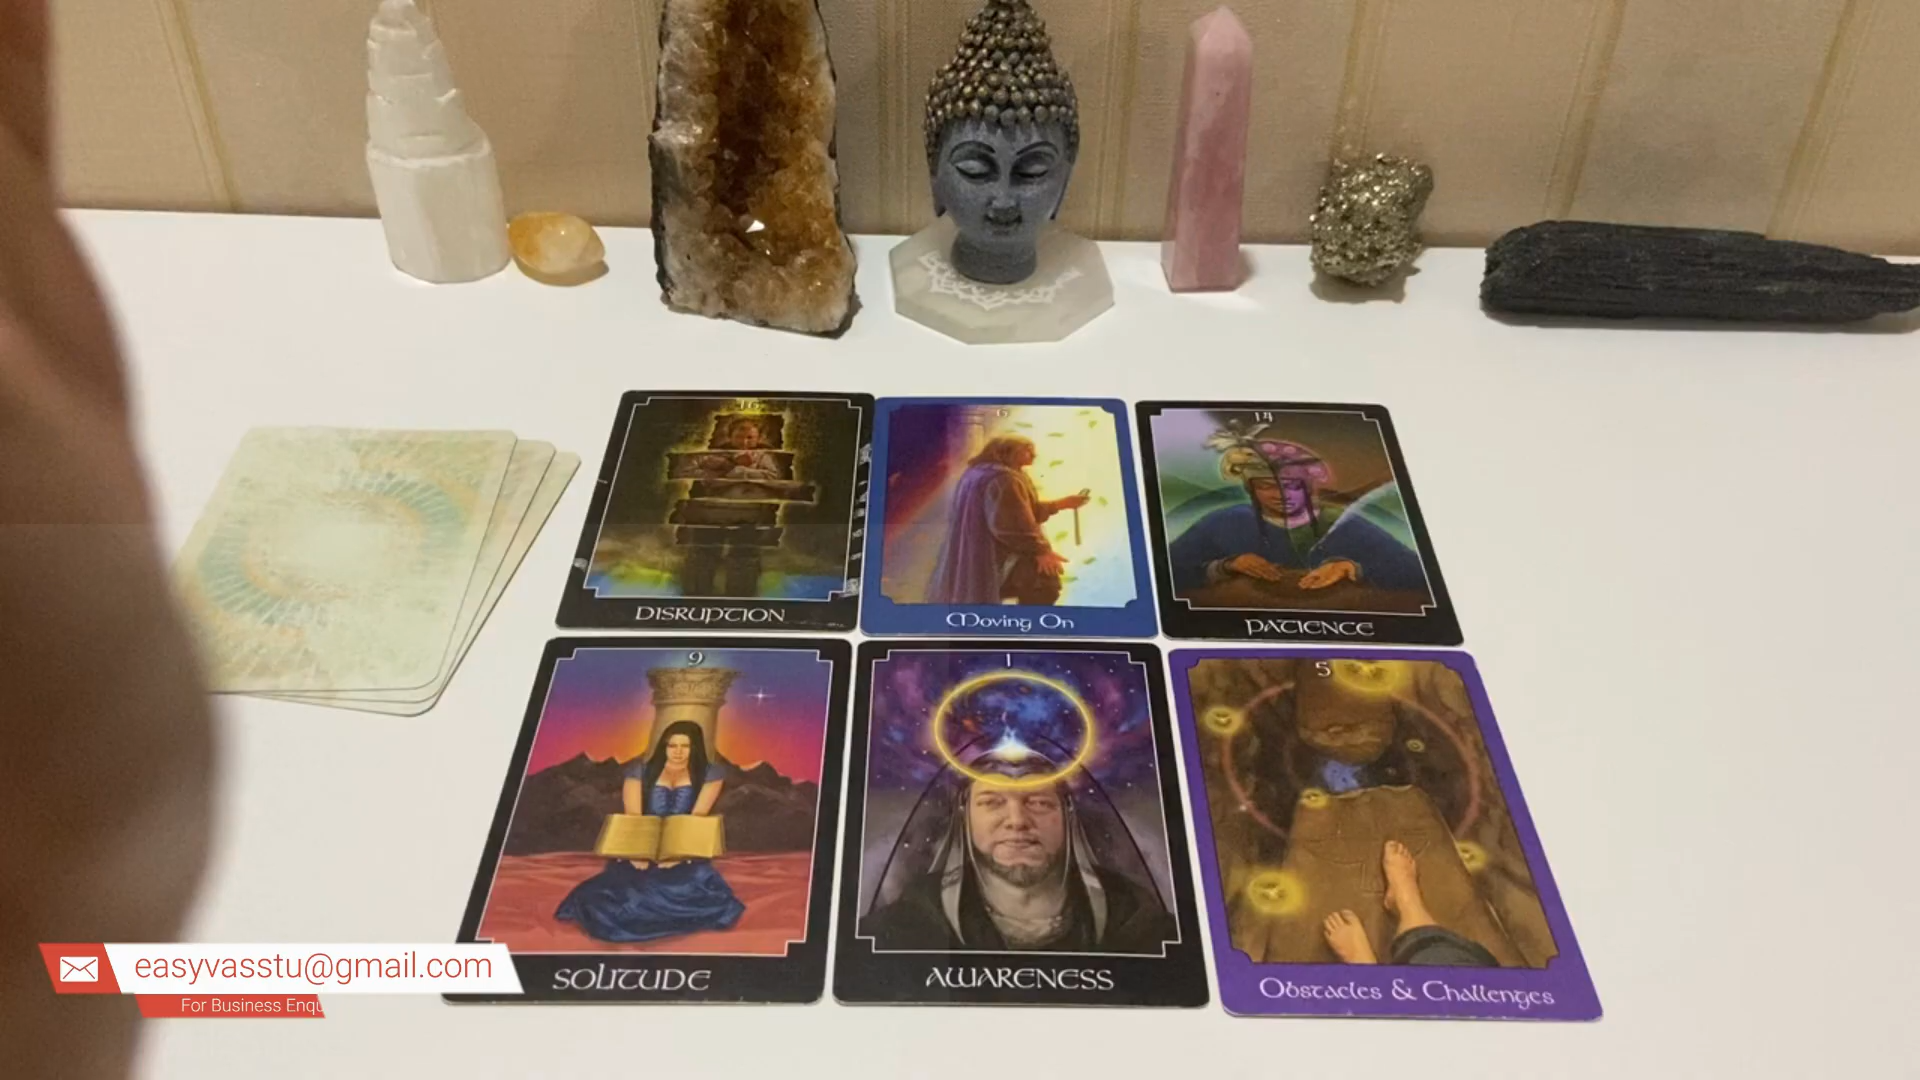 16
6
14
DISRUPTION
Moving On
PATIENCE
9
1
5
SOLITUDE
AWARENESS
Obstacles & Challenges
easyvasstu@gmail.com
For Business Enqu